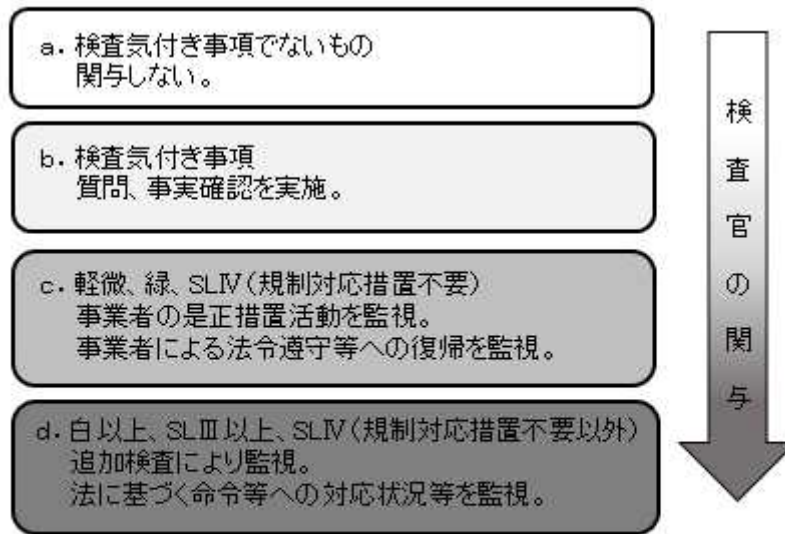 a. 検査気付き事項でないもの
関与しない。
b. 検査気付き事項
質問、事実確認を実施。
c. 軽微、緑、SLⅣ(規制対応措置不要)
事業者の是正措置活動を監視。
事業者による法令遵守等への復帰を監視。
d. 白以上、SLⅢ以上、SLⅣ(規制対応措置不要以外)
追加検査により監視。
法に基づく命令等への対応状況等を監視。
検査官の関与